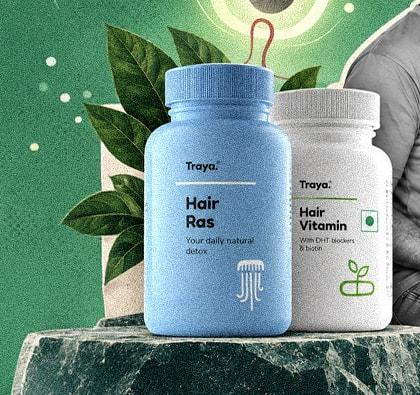 Traya.
Hair
Ras
Your daily natural
detox
Traya.
Hair
Vitamin
With DHT blockers
& biotin